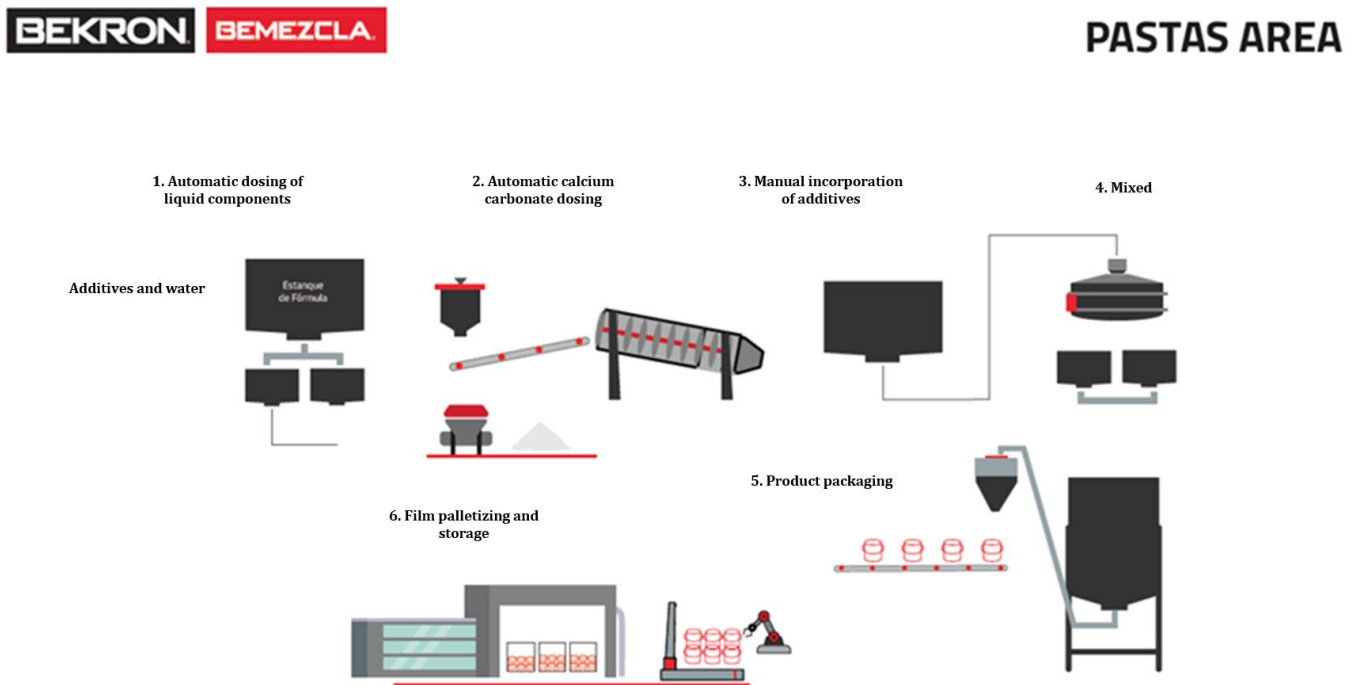 BEKRON. BEMEZCLA. PASTAS AREA
1. Automatic dosing of
liquid components
2. Automatic calcium
carbonate dosing
3. Manual incorporation
of additives
4. Mixed
Additives and water
Estanque
de Fórmula
5. Product packaging
6. Film palletizing and
storage